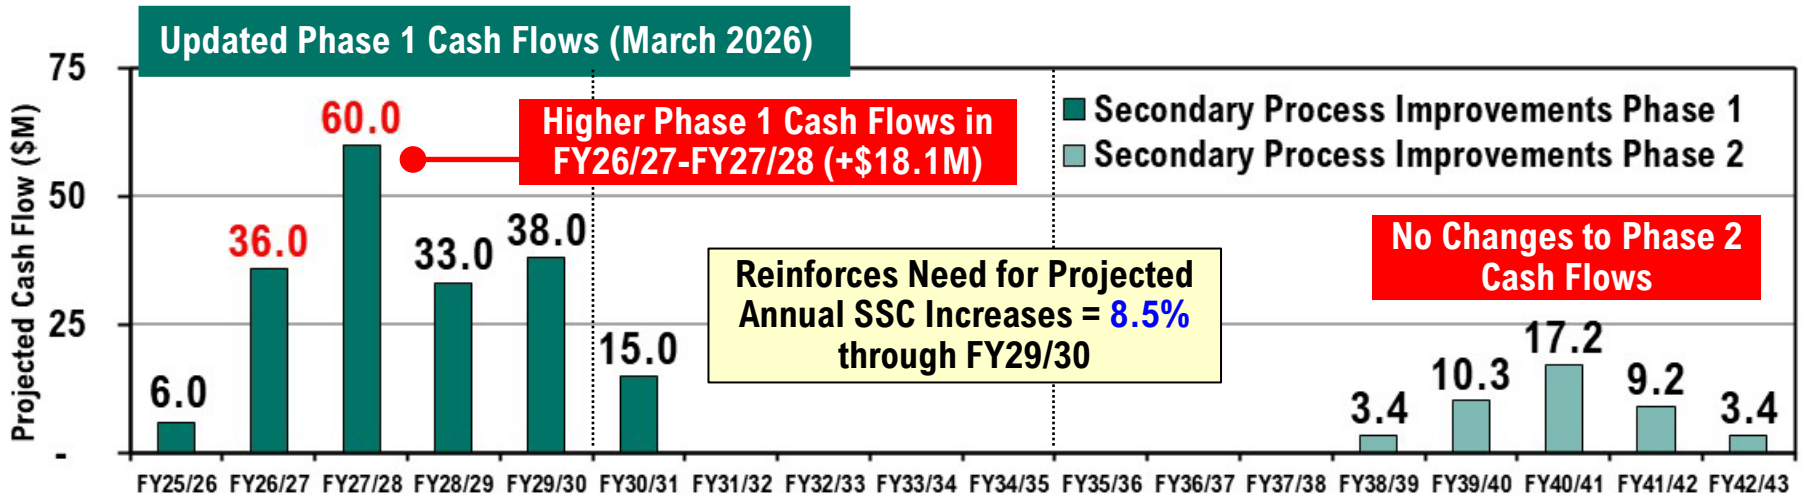 Updated Phase 1 Cash Flows (March 2026)
Projected Cash Flow ($M)
75
50
25
-
Higher Phase 1 Cash Flows in
FY26/27-FY27/28 (+$18.1M)
Secondary Process Improvements Phase 1
Secondary Process Improvements Phase 2
No Changes to Phase 2
Cash Flows
Reinforces Need for Projected
Annual SSC Increases = 8.5%
through FY29/30
6.0
36.0
60.0
33.0
38.0
15.0
3.4
10.3
17.2
9.2
3.4
FY25/26 FY26/27 FY27/28 FY28/29 FY29/30 FY30/31 FY31/32 FY32/33 FY33/34 FY34/35 FY35/36 FY36/37 FY37/38 FY38/39 FY39/40 FY40/41 FY41/42 FY42/43